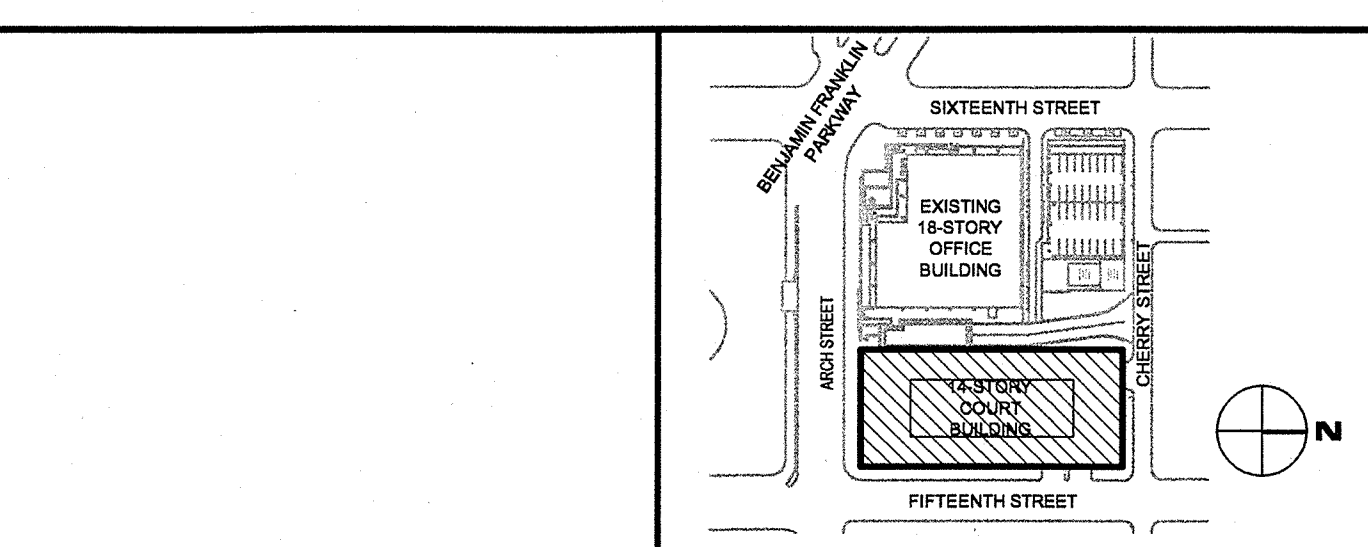 BENJAMIN FRANKLIN
PARKWAY
SIXTEENTH STREET
EXISTING
18-STORY
OFFICE
BUILDING
ARCH STREET
CHERRY STREET
14-STORY
COURT
BUILDING
N
FIFTEENTH STREET